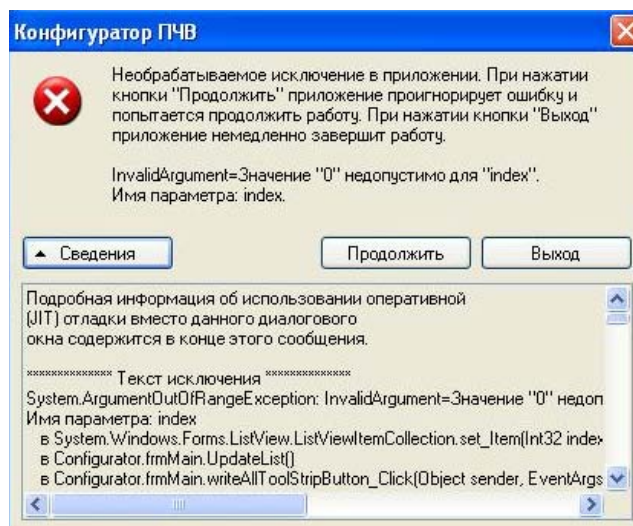 Конфигуратор ПЧВ
Необрабатываемое исключение в приложении. При нажатии
кнопки "Продолжить" приложение проигнорирует ошибку и
попытается продолжить работу. При нажатии кнопки "Выход"
приложение немедленно завершит работу.
InvalidArgument=Значение "0" недопустимо для "index".
Имя параметра: index.
Сведения
Продолжить
Выход
Подробная информация об использовании оперативной
(JIT) отладки вместо данного диалогового
окна содержится в конце этого сообщения.
************** Текст исключения **************
System.ArgumentOutOfRangeException: InvalidArgument=Значение "0" недоп
Имя параметра: index
в System.Windows.Forms.ListView.ListViewItemCollection.set_Item(Int32 index
в Configurator.frmMain.UpdateList()
в Configurator.frmMain.writeAllToolStripButton_Click(Object sender, EventArgs